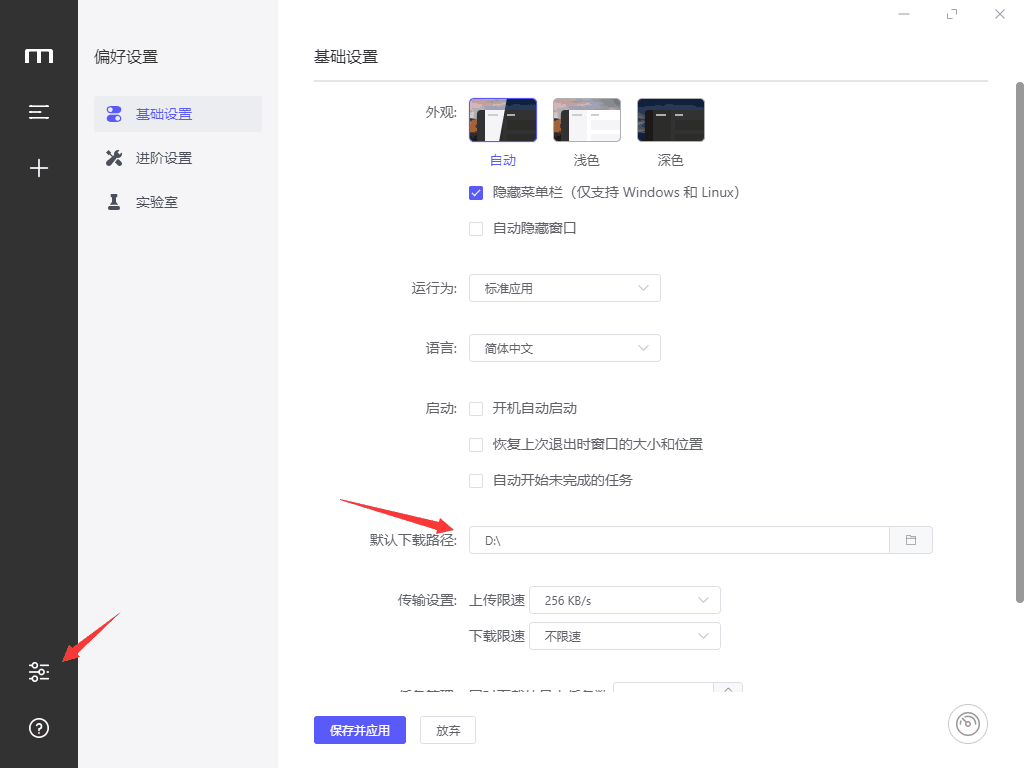 偏好设置
基础设置
进阶设置
实验室
基础设置
外观:
自动
浅色
深色
隐藏菜单栏（仅支持 Windows 和 Linux）
自动隐藏窗口
运行为: 标准应用
语言: 简体中文
启动: 开机自动启动
恢复上次退出时窗口的大小和位置
自动开始未完成的任务
默认下载路径: D:\
传输设置: 上传限速 256 KB/s
下载限速 不限速
保存并应用
放弃